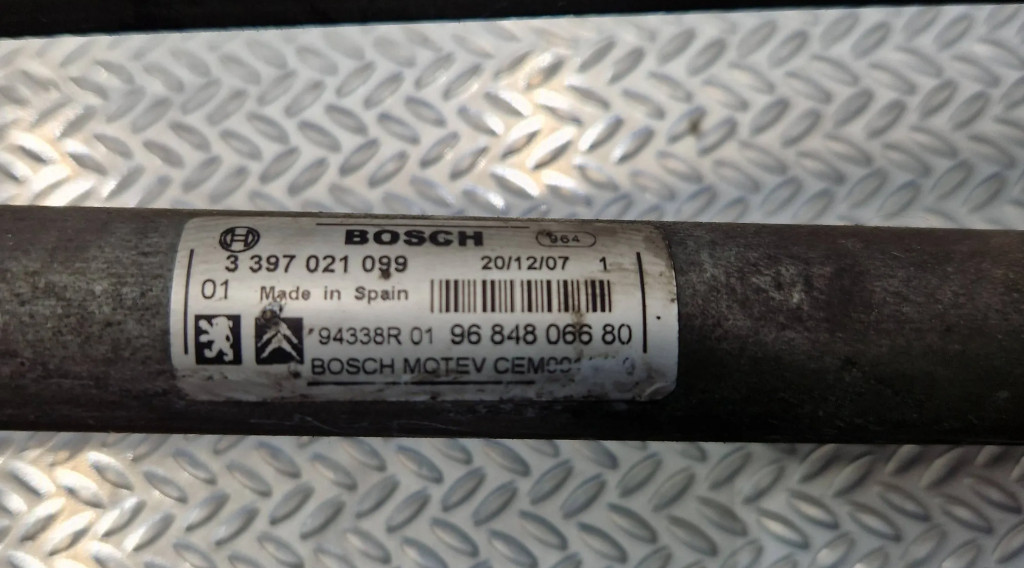 BOSCH 964
3 397 021 099 20/12/07 1
01 Made in Spain
94338R 01 96 848 066 80
BOSCH MOTEV